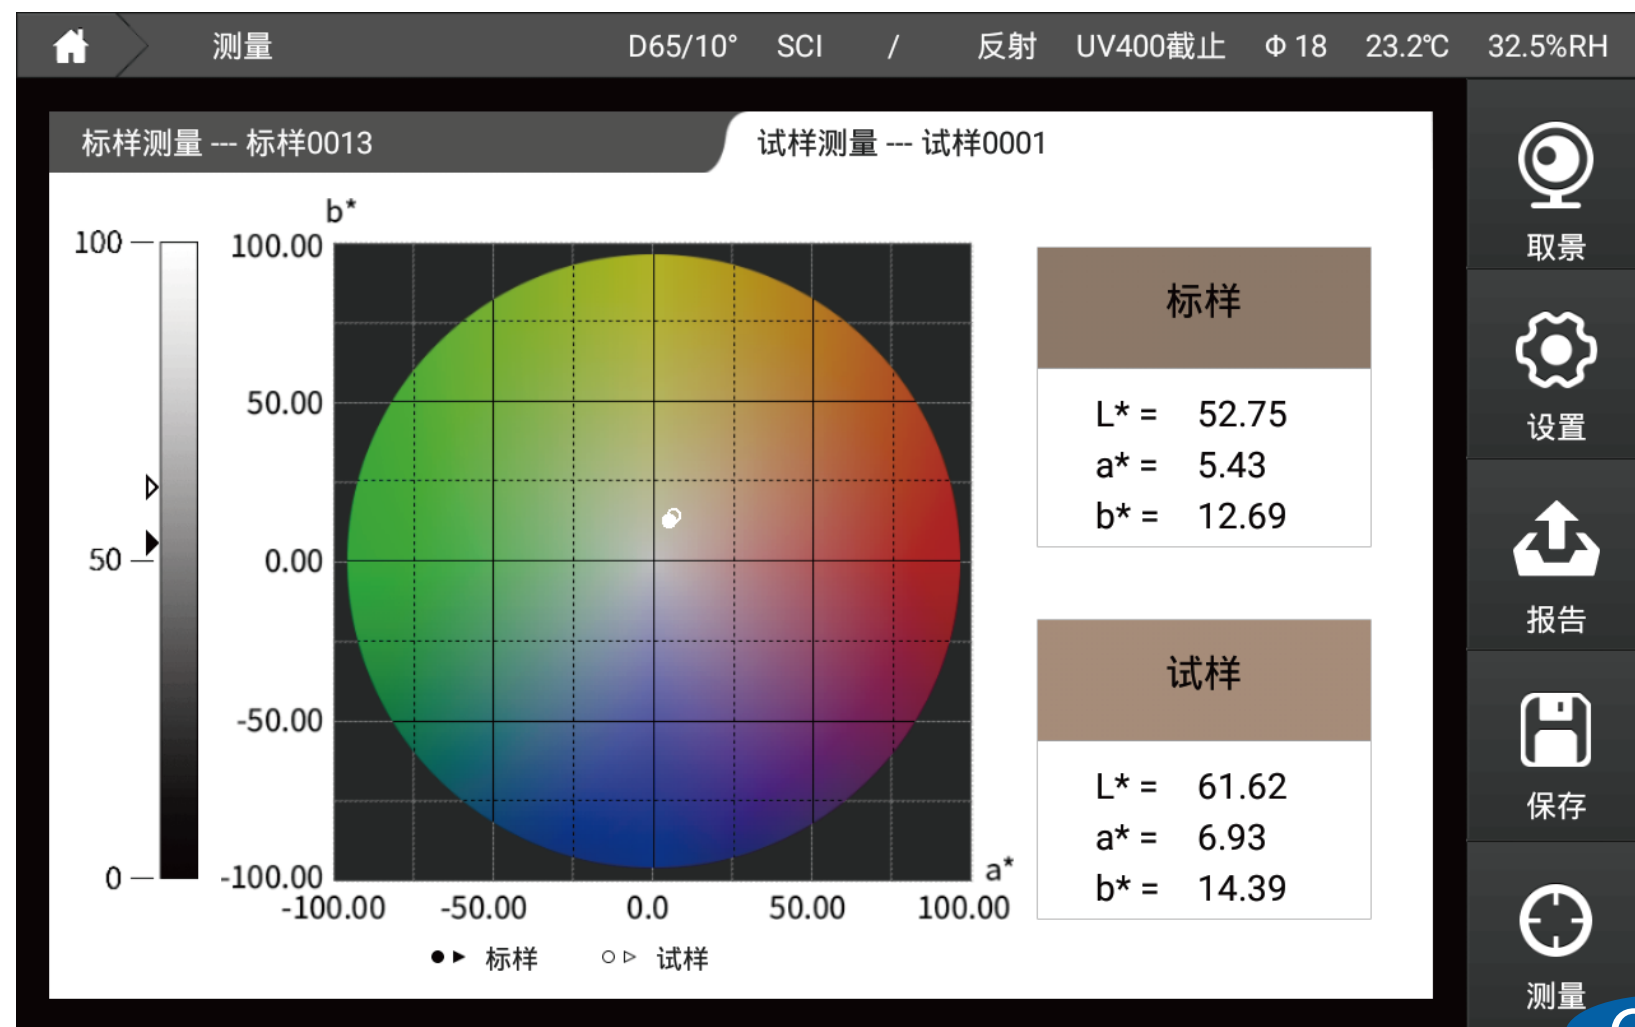 测量 D65/10° SCI / 反射 UV400截止 Φ 18 23.2℃ 32.5%RH
标样测量 --- 标样0013
试样测量 --- 试样0001
b*
100
50
0
100.00
50.00
0.00
-50.00
-100.00
-100.00 -50.00 0.0 50.00 100.00
a*
●► 标样 ○▷ 试样
标样
L* = 52.75
a* = 5.43
b* = 12.69
试样
L* = 61.62
a* = 6.93
b* = 14.39
取景
设置
报告
保存
测量